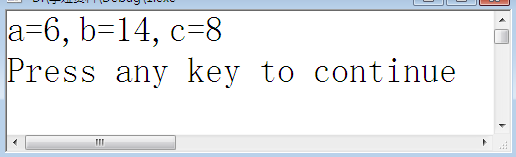 a=6,b=14,c=8
Press any key to continue